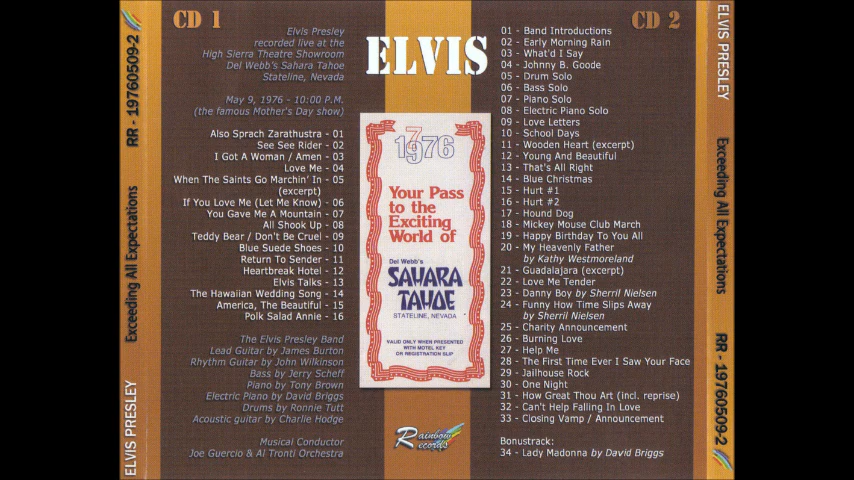 CD 1
Elvis Presley
recorded live at the
High Sierra Theatre Showroom
Del Webb's Sahara Tahoe
Stateline, Nevada
May 9, 1976 - 10:00 P.M.
(the famous Mother's Day show)
Also Sprach Zarathustra - 01
See See Rider - 02
I Got A Woman / Amen - 03
Love Me - 04
When The Saints Go Marchin' In - 05
(excerpt)
If You Love Me (Let Me Know) - 06
You Gave Me A Mountain - 07
All Shook Up - 08
Teddy Bear / Don't Be Cruel - 09
Blue Suede Shoes - 10
Return To Sender - 11
Heartbreak Hotel - 12
Elvis Talks - 13
The Hawaiian Wedding Song - 14
America, The Beautiful - 15
Polk Salad Annie - 16
The Elvis Presley Band
Lead Guitar by James Burton
Rhythm Guitar by John Wilkinson
Bass by Jerry Scheff
Piano by Tony Brown
Electric Piano by David Briggs
Drums by Ronnie Tutt
Acoustic guitar by Charlie Hodge
Musical Conductor
Joe Guercio & Al Tronti Orchestra
ELVIS
1976
7
Your Pass
to the
Exciting
World of
Del Webb's
SAHARA
TAHOE
STATELINE, NEVADA
VALID ONLY WHEN PRESENTED
WITH MOTEL KEY
OR REGISTRATION SLIP
Rainbow
Records
CD 2
01 - Band Introductions
02 - Early Morning Rain
03 - What'd I Say
04 - Johnny B. Goode
05 - Drum Solo
06 - Bass Solo
07 - Piano Solo
08 - Electric Piano Solo
09 - Love Letters
10 - School Days
11 - Wooden Heart (excerpt)
12 - Young And Beautiful
13 - That's All Right
14 - Blue Christmas
15 - Hurt #1
16 - Hurt #2
17 - Hound Dog
18 - Mickey Mouse Club March
19 - Happy Birthday To You All
20 - My Heavenly Father
by Kathy Westmoreland
21 - Guadalajara (excerpt)
22 - Love Me Tender
23 - Danny Boy by Sherril Nielsen
24 - Funny How Time Slips Away
by Sherril Nielsen
25 - Charity Announcement
26 - Burning Love
27 - Help Me
28 - The First Time Ever I Saw Your Face
29 - Jailhouse Rock
30 - One Night
31 - How Great Thou Art (incl. reprise)
32 - Can't Help Falling In Love
33 - Closing Vamp / Announcement
Bonustrack:
34 - Lady Madonna by David Briggs
ELVIS PRESLEY Exceeding All Expectations RR - 19760509-2
ELVIS PRESLEY Exceeding All Expectations RR - 19760509-2